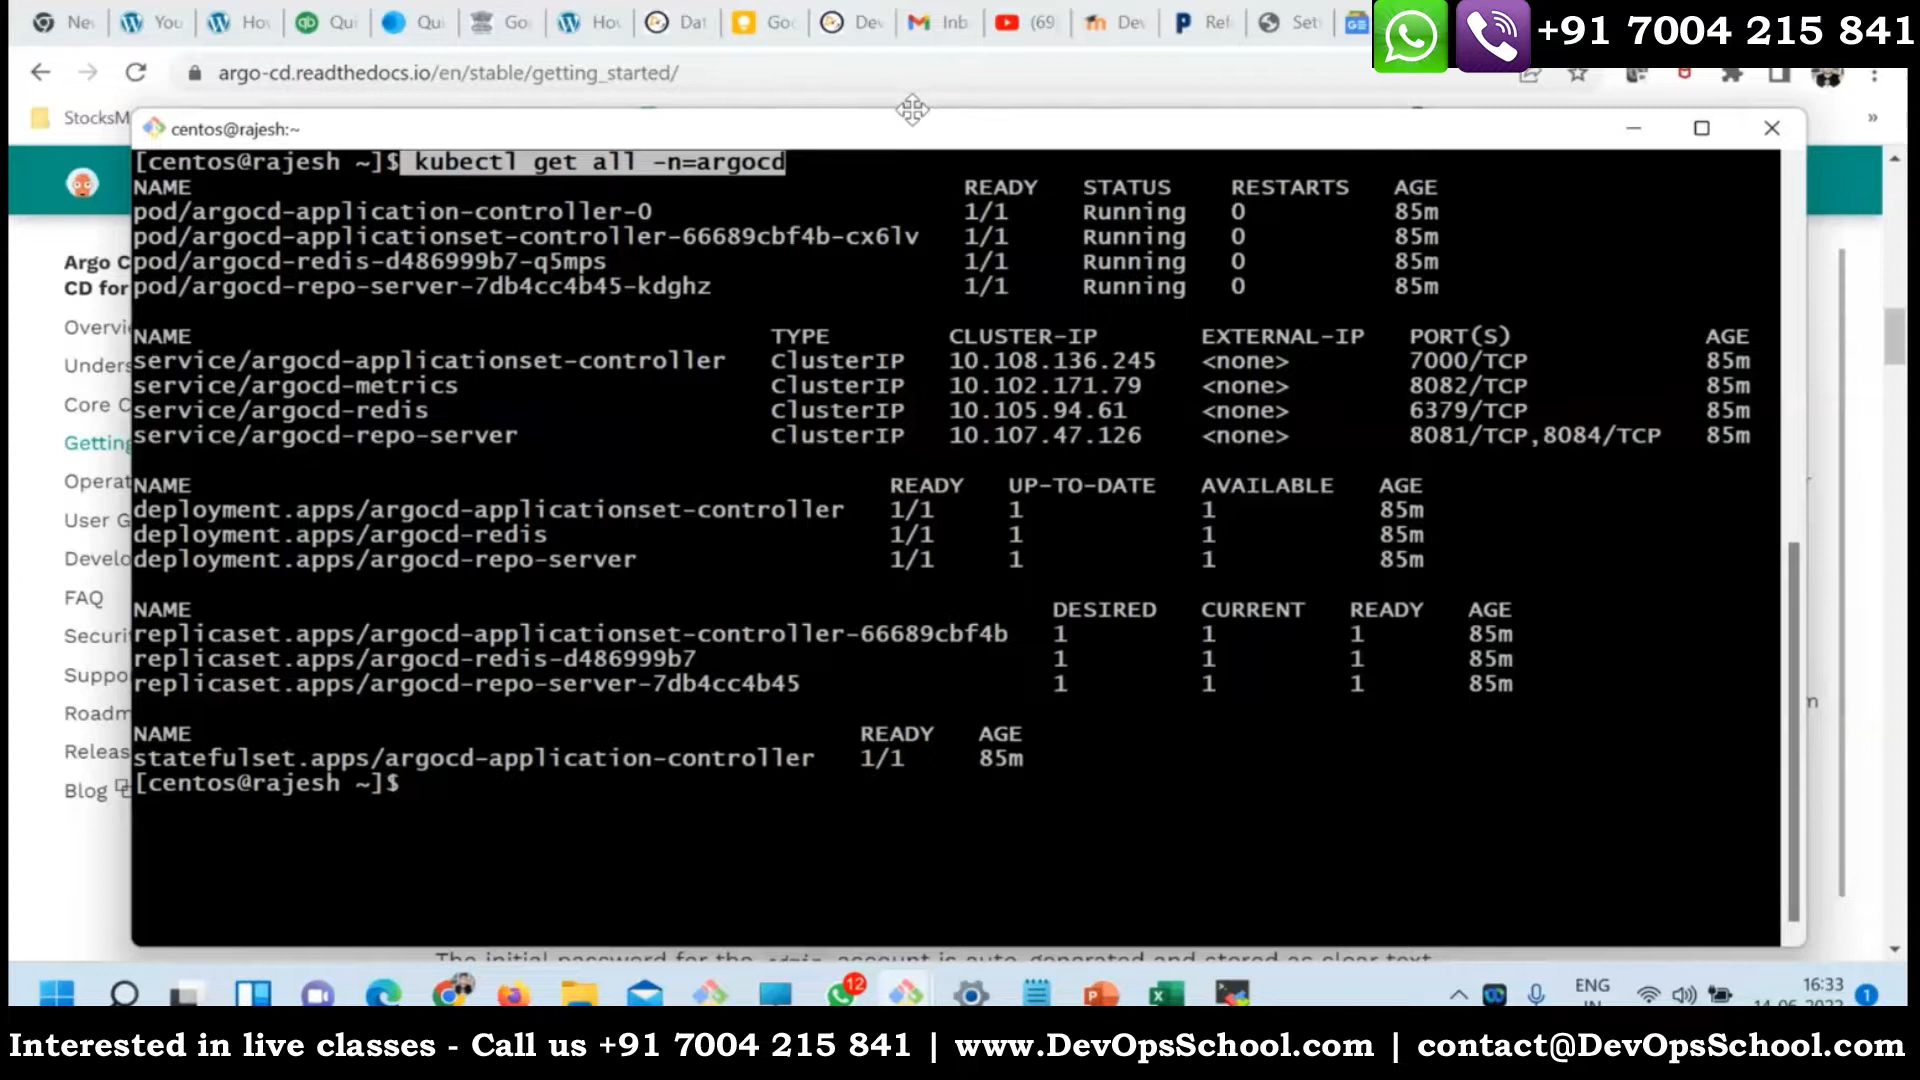 Ne
You
Hov
Qui
Qui
Go
Hov
Dat
Goc
Dev
Inb
(69
Dev
Ref
Set
+91 7004 215 841
argo-cd.readthedocs.io/en/stable/getting_started/
StocksM
»
centos@rajesh:~
[centos@rajesh ~]$ kubectl get all -n=argocd
NAME READY STATUS RESTARTS AGE
pod/argocd-application-controller-0 1/1 Running 0 85m
pod/argocd-applicationset-controller-66689cbf4b-cx6lv 1/1 Running 0 85m
pod/argocd-redis-d486999b7-q5mps 1/1 Running 0 85m
pod/argocd-repo-server-7db4cc4b45-kdghz 1/1 Running 0 85m
NAME TYPE CLUSTER-IP EXTERNAL-IP PORT(S) AGE
service/argocd-applicationset-controller ClusterIP 10.108.136.245 <none> 7000/TCP 85m
service/argocd-metrics ClusterIP 10.102.171.79 <none> 8082/TCP 85m
service/argocd-redis ClusterIP 10.105.94.61 <none> 6379/TCP 85m
service/argocd-repo-server ClusterIP 10.107.47.126 <none> 8081/TCP,8084/TCP 85m
NAME READY UP-TO-DATE AVAILABLE AGE
deployment.apps/argocd-applicationset-controller 1/1 1 1 85m
deployment.apps/argocd-redis 1/1 1 1 85m
deployment.apps/argocd-repo-server 1/1 1 1 85m
NAME DESIRED CURRENT READY AGE
replicaset.apps/argocd-applicationset-controller-66689cbf4b 1 1 1 85m
replicaset.apps/argocd-redis-d486999b7 1 1 1 85m
replicaset.apps/argocd-repo-server-7db4cc4b45 1 1 1 85m
NAME READY AGE
statefulset.apps/argocd-application-controller 1/1 85m
[centos@rajesh ~]$
Argo C
CD for
Overvi
Unders
Core C
Getting
Operat
User G
Develo
FAQ
Securi
Suppo
Roadm
Releas
Blog
The initial password for the admin account is auto-generated and stored as clear text
12
ENG
IN
16:33
1
Interested in live classes - Call us +91 7004 215 841 | www.DevOpsSchool.com | contact@DevOpsSchool.com